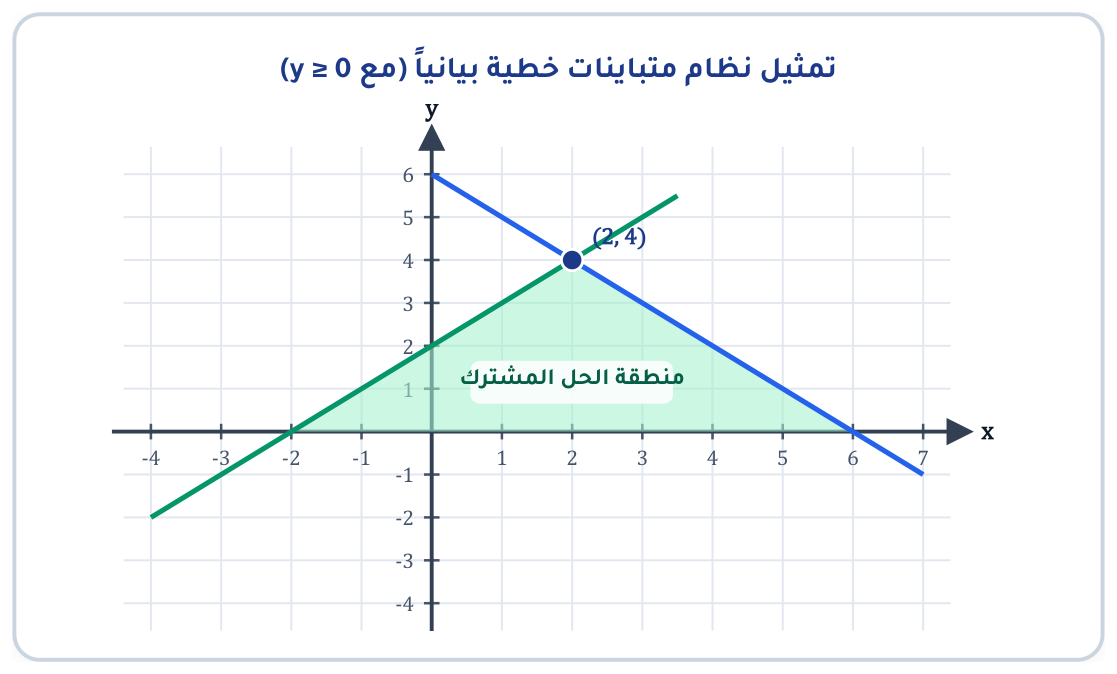 تمثيل نظام متباينات خطية بيانياً (مع y ≥ 0)
y
6
5
(2, 4)
4
3
2
منطقة الحل المشترك
1
x
-4 -3 -2 -1 1 2 3 4 5 6 7
-1
-2
-3
-4